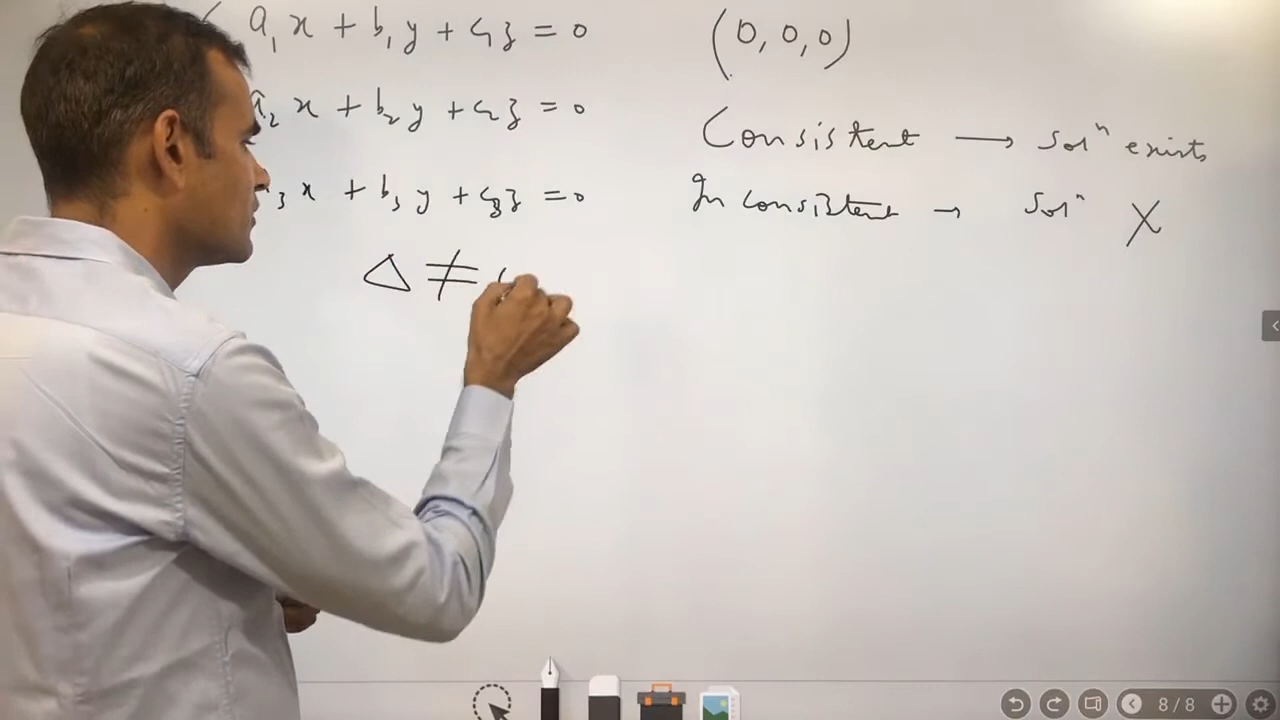 a₁x + b₁y + c₁z = 0
(0, 0, 0)
a₂x + b₂y + c₂z = 0
Consistent → Solⁿ exists
₃x + b₃y + c₃z = 0
Inconsistent → Solⁿ X
Δ ≠
8/8